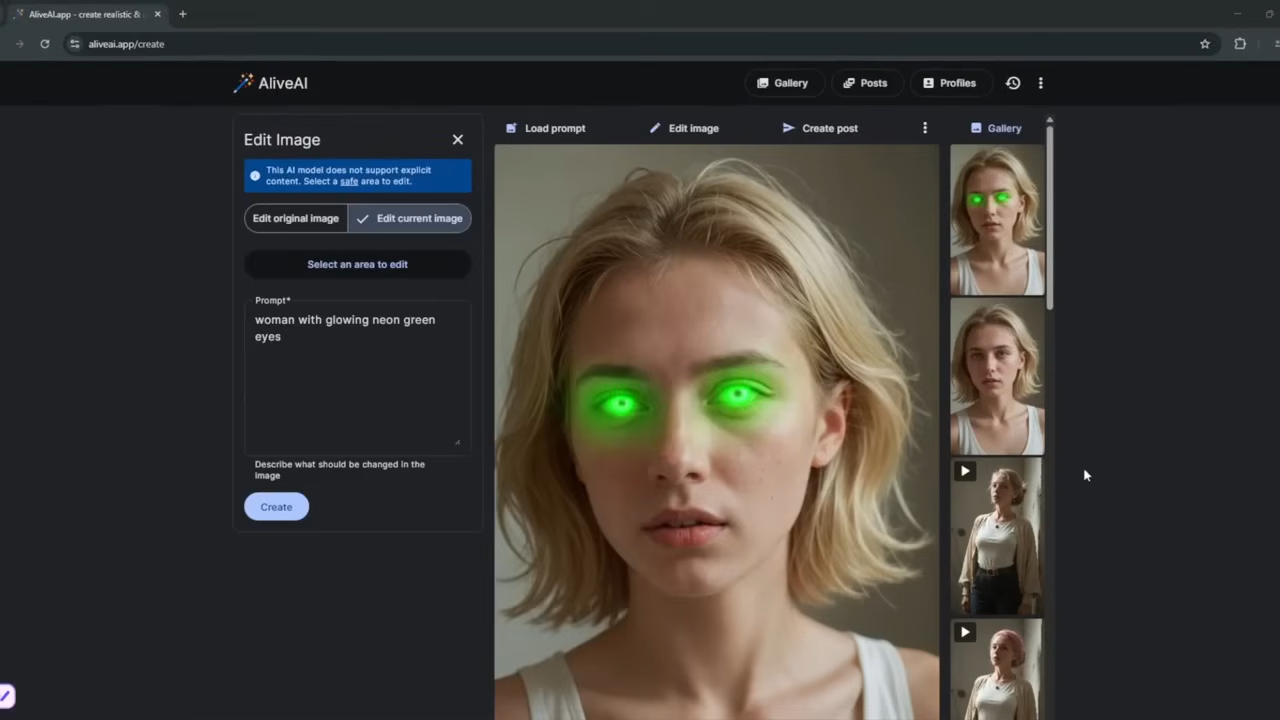 AliveAI.app - create realistic &
aliveai.app/create
AliveAI
Gallery
Posts
Profiles
Edit Image
This AI model does not support explicit
content. Select a safe area to edit.
Edit original image
Edit current image
Select an area to edit
Prompt*
woman with glowing neon green
eyes
Describe what should be changed in the
image
Create
Load prompt
Edit image
Create post
Gallery